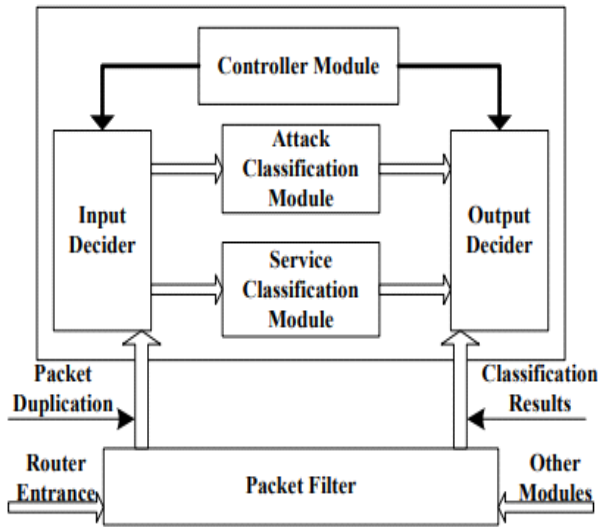 Controller Module
Attack
Classification
Module
Input
Decider
Output
Decider
Service
Classification
Module
Packet
Duplication
Classification
Results
Router
Entrance
Packet Filter
Other
Modules